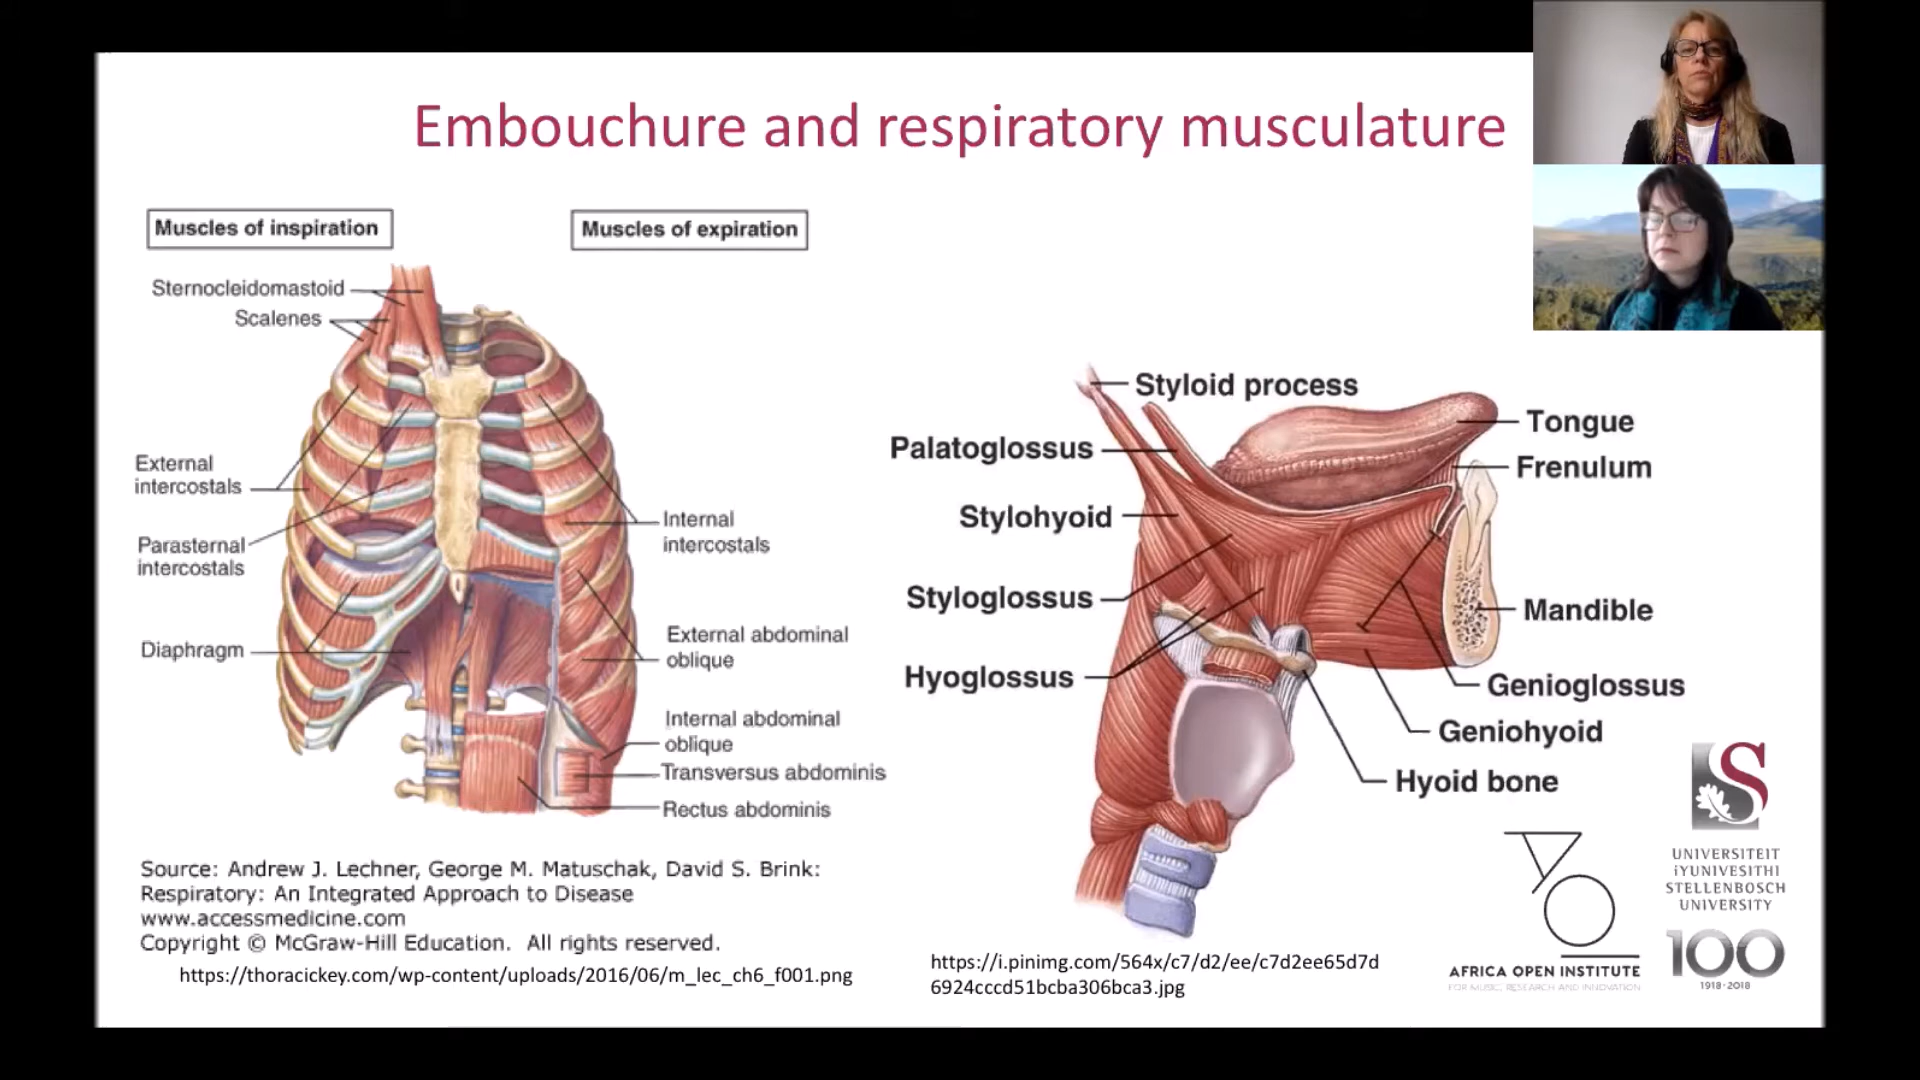 Embouchure and respiratory musculature
Muscles of inspiration
Muscles of expiration
Sternocleidomastoid
Scalenes
External
intercostals
Parasternal
intercostals
Diaphragm
Internal
intercostals
External abdominal
oblique
Internal abdominal
oblique
Transversus abdominis
Rectus abdominis
Source: Andrew J. Lechner, George M. Matuschak, David S. Brink:
Respiratory: An Integrated Approach to Disease
www.accessmedicine.com
Copyright © McGraw-Hill Education. All rights reserved.
https://thoracickey.com/wp-content/uploads/2016/06/m_lec_ch6_f001.png
Styloid process
Palatoglossus
Stylohyoid
Styloglossus
Hyoglossus
Tongue
Frenulum
Mandible
Genioglossus
Geniohyoid
Hyoid bone
https://i.pinimg.com/564x/c7/d2/ee/c7d2ee65d7d
6924cccd51bcba306bca3.jpg
AFRICA OPEN INSTITUTE
FOR MUSIC, RESEARCH AND INNOVATION
S
UNIVERSITEIT
iYUNIVESITHI
STELLENBOSCH
UNIVERSITY
100
1918·2018